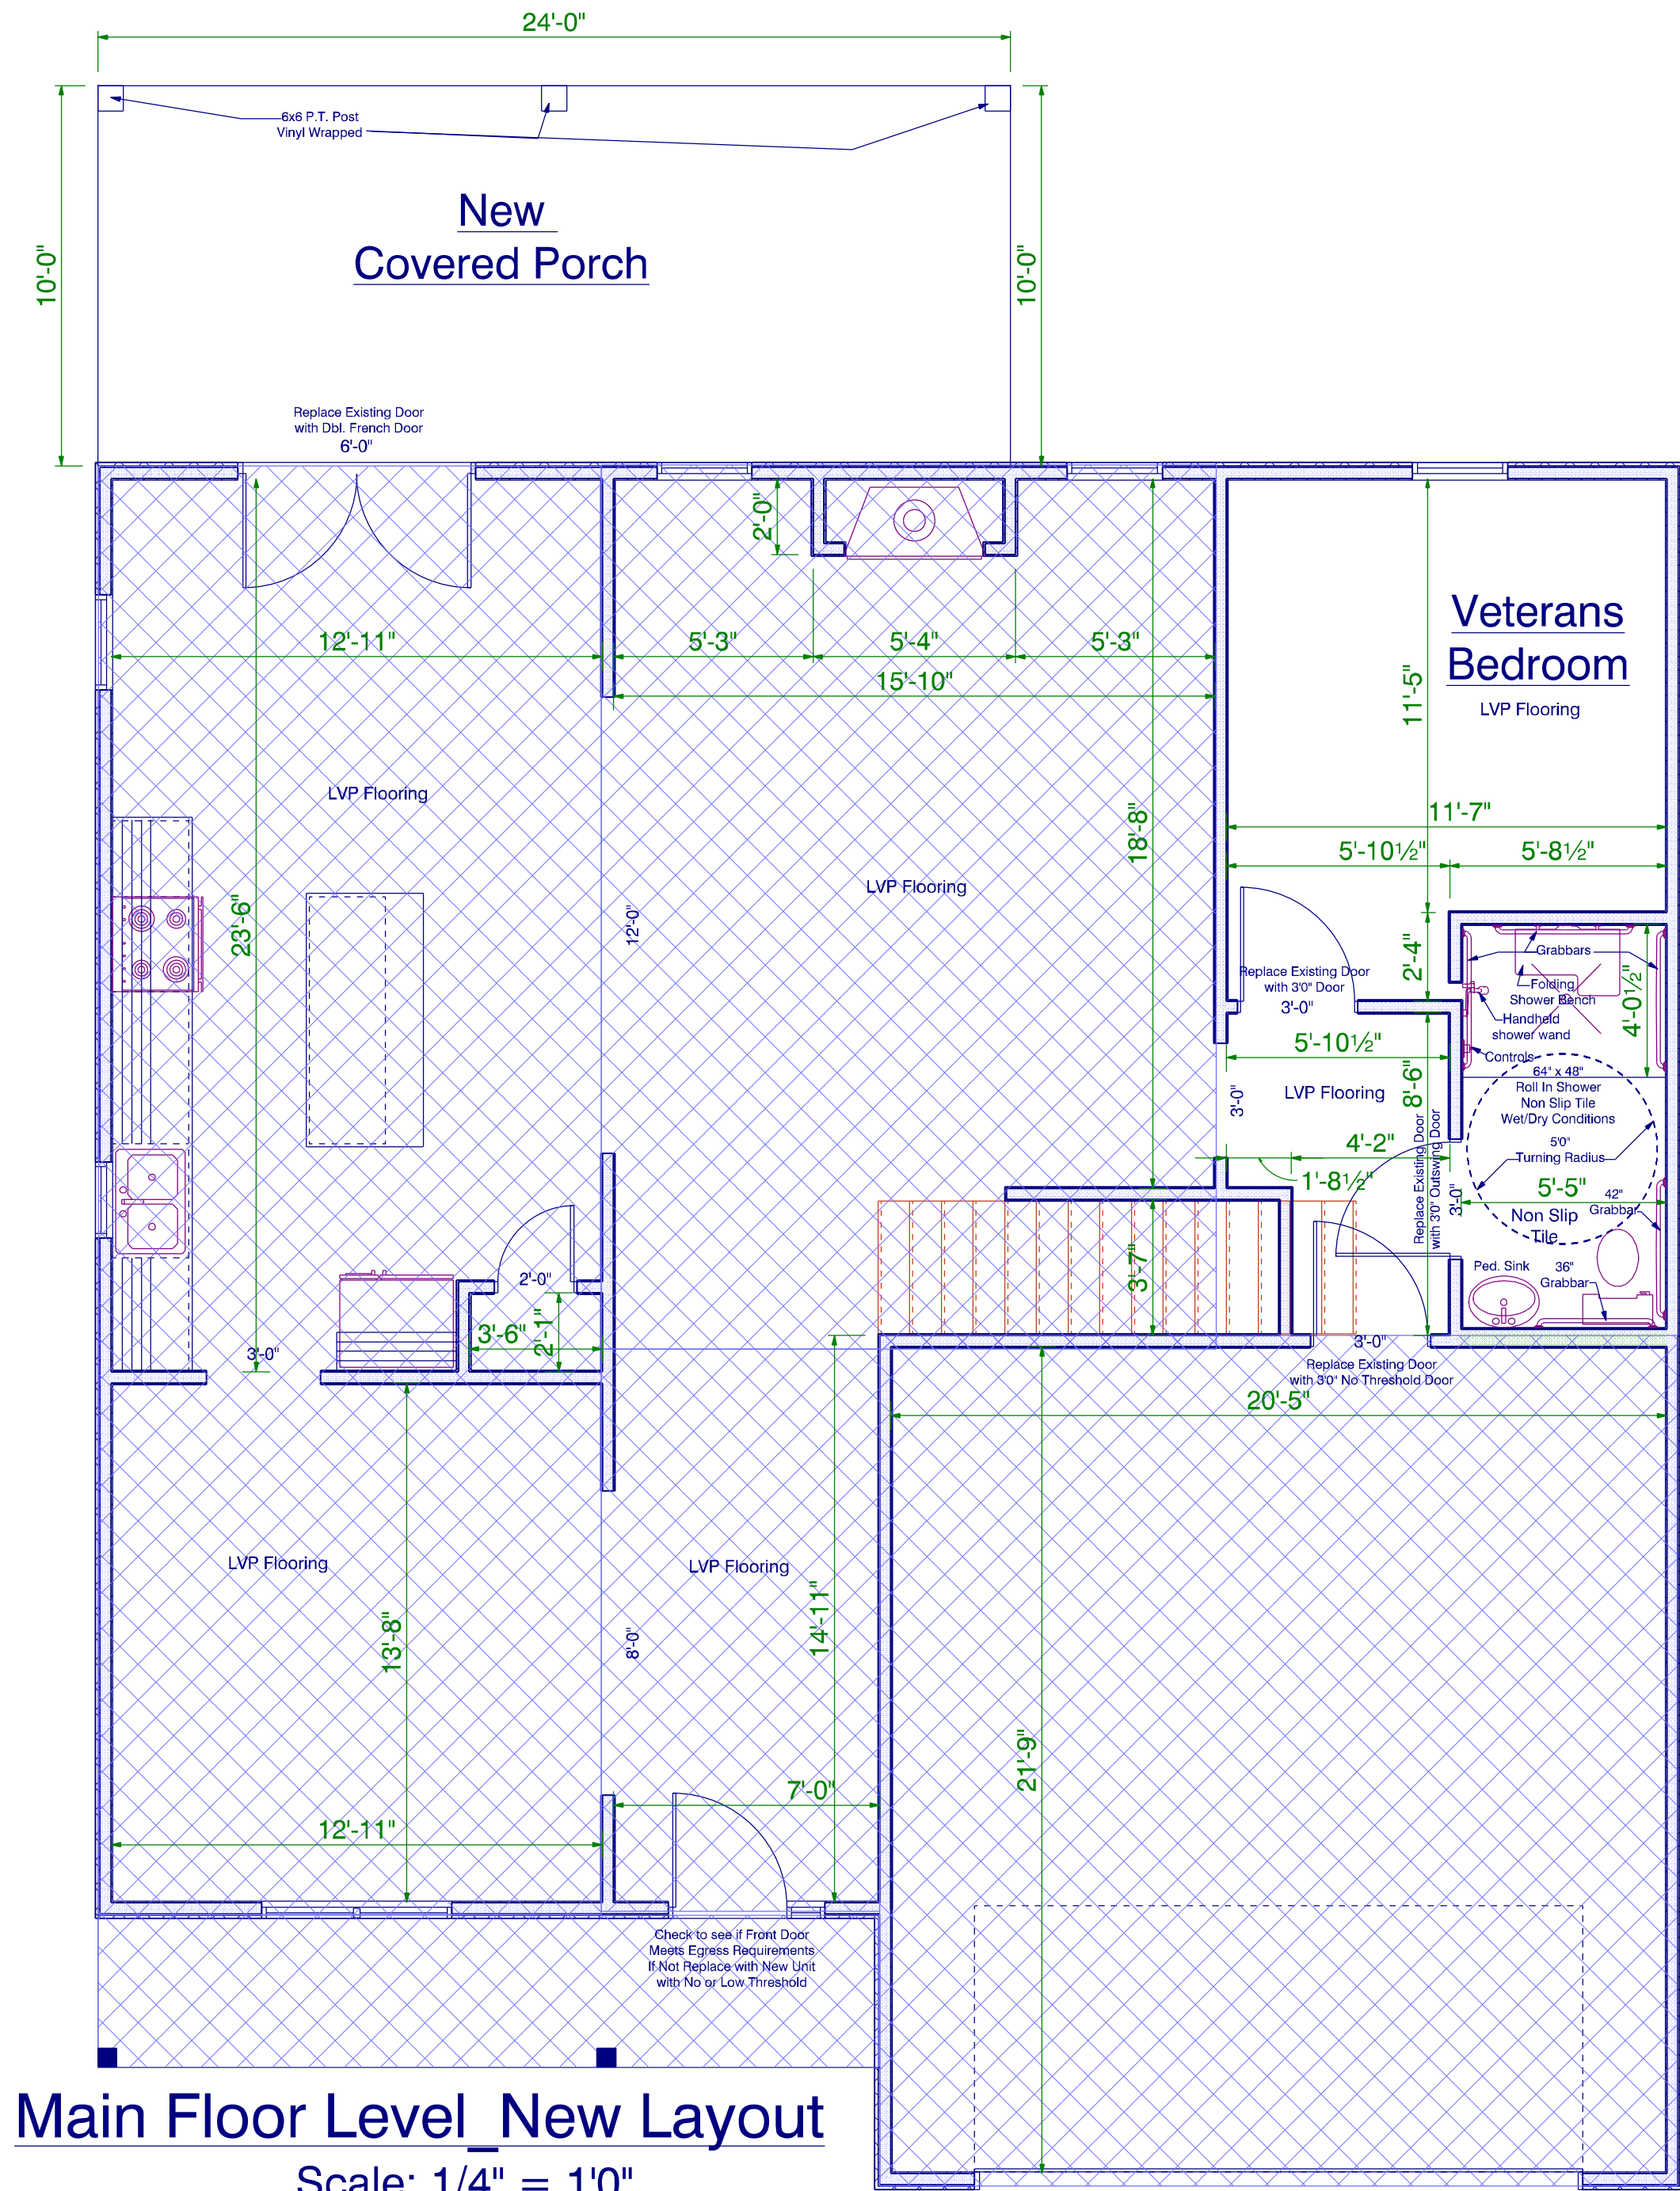 24'-0"
6x6 P.T. Post
Vinyl Wrapped
New
Covered Porch
10'-0"
10'-0"
Replace Existing Door
with Dbl. French Door
6'-0"
2'-0"
12'-11"
5'-3"
5'-4"
5'-3"
15'-10"
Veterans
Bedroom
LVP Flooring
11'-5"
LVP Flooring
18'-8"
11'-7"
5'-10½"
5'-8½"
LVP Flooring
23'-6"
12'-0"
2'-4"
Replace Existing Door
with 3'0" Door
3'-0"
Grabbars
Folding
Shower Bench
Handheld
shower wand
4'-0½"
Controls
5'-10½"
LVP Flooring
3'-0"
8'-6"
64" x 48"
Roll In Shower
Non Slip Tile
Wet/Dry Conditions
5'0"
Turning Radius
4'-2"
1'-8½"
Replace Existing Door
with 3'0" Outswing Door
3'-0"
5'-5"
42"
Grabbar
Non Slip
Tile
Ped. Sink
36"
Grabbar
3'-7"
2'-0"
3'-6"
2'-1"
3'-0"
3'-0"
Replace Existing Door
with 3'0" No Threshold Door
20'-5"
LVP Flooring
LVP Flooring
13'-8"
8'-0"
14'-11"
21'-9"
7'-0"
12'-11"
Check to see if Front Door
Meets Egress Requirements
If Not Replace with New Unit
with No or Low Threshold
Main Floor Level_New Layout
Scale: 1/4" = 1'0"